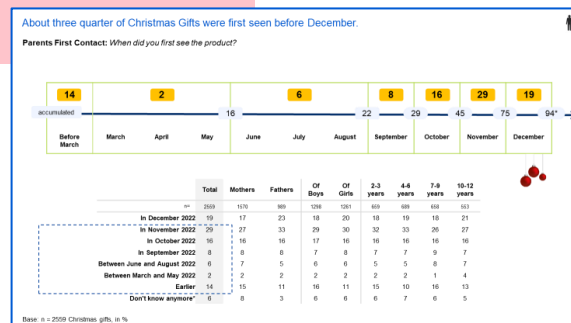 About three quarter of Christmas Gifts were first seen before December.
Parents First Contact: When did you first see the product?
14 2 6 8 16 29 19
accumulated 16 22 29 45 75 94*
Before March March April May June July August September October November December
Total Mothers Fathers Of Boys Of Girls 2-3 years 4-6 years 7-9 years 10-12 years
n= 2559 1570 989 1298 1261 659 689 658 553
In December 2022 19 17 23 18 20 18 19 18 21
In November 2022 29 27 33 29 30 32 33 26 27
In October 2022 16 16 16 17 16 16 16 16 16
In September 2022 8 8 8 7 8 7 7 9 7
Between June and August 2022 6 7 5 6 6 5 5 8 7
Between March and May 2022 2 2 2 2 2 2 2 1 4
Earlier 14 15 11 16 11 15 10 16 13
Don't know anymore* 6 8 3 6 6 6 7 6 5
Base: n = 2559 Christmas gifts, in %